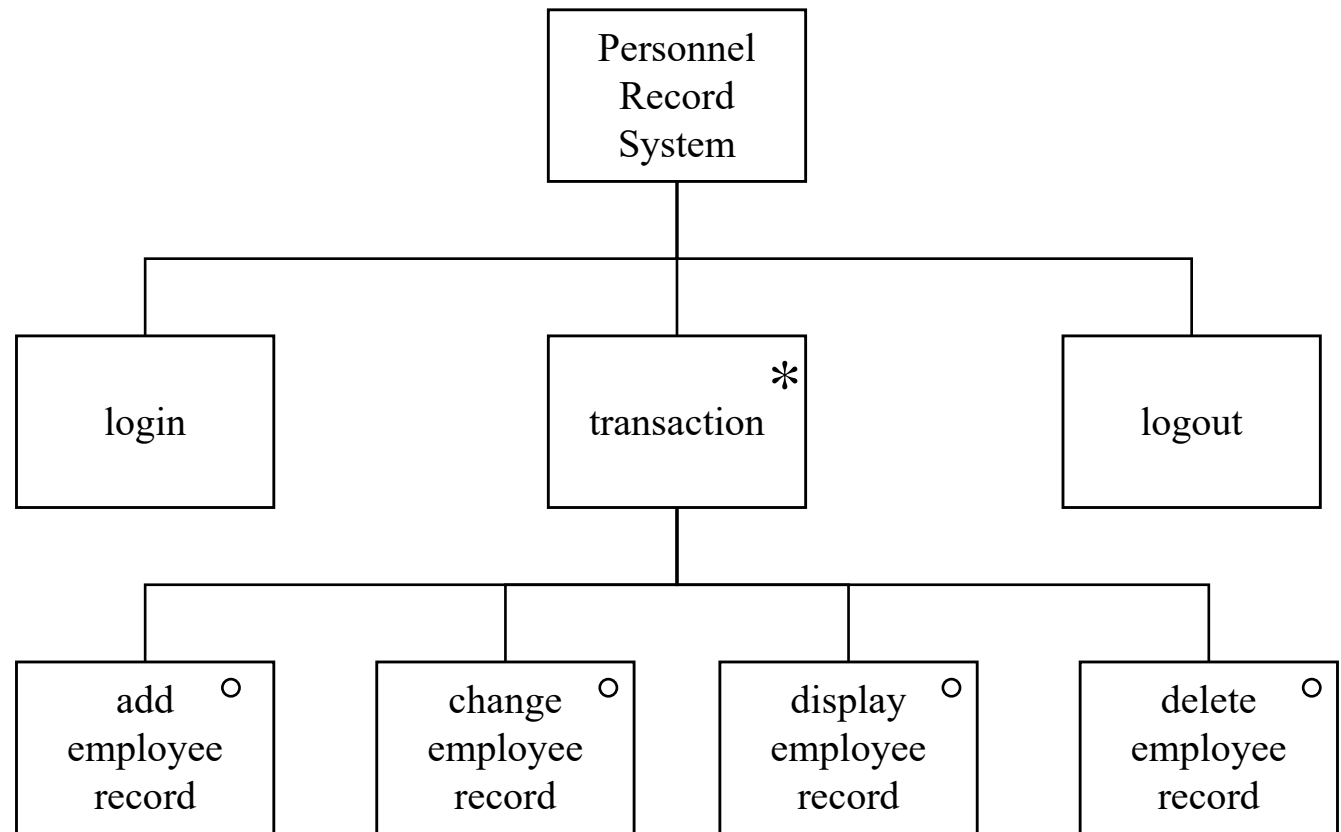 Personnel
Record
System
login
transaction
*
logout
add
employee
record
change
employee
record
display
employee
record
delete
employee
record